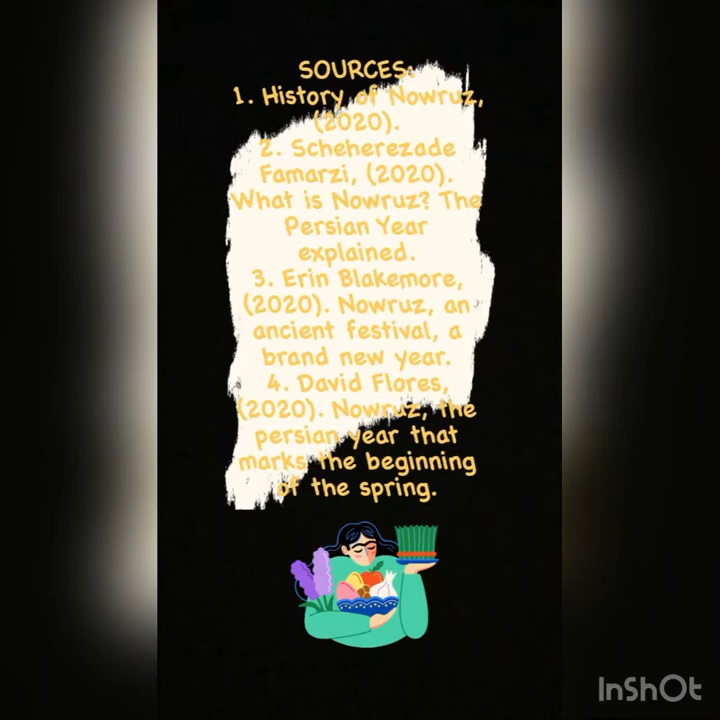 SOURCES:
1. History of Nowruz,
(2020).
2. Scheherezade
Famarzi, (2020).
What is Nowruz? The
Persian Year
explained.
3. Erin Blakemore,
(2020). Nowruz, an
ancient festival, a
brand new year.
4. David Flores,
(2020). Nowruz, the
persian year that
marks the beginning
of the spring.
InShOt